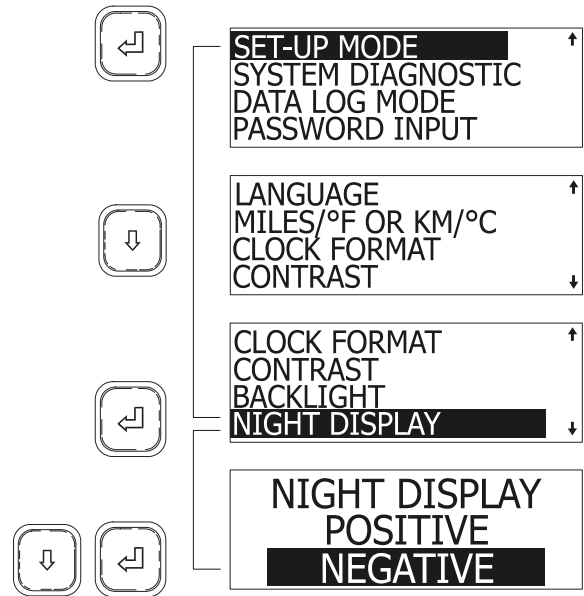 SET-UP MODE
SYSTEM DIAGNOSTIC
DATA LOG MODE
PASSWORD INPUT
LANGUAGE
MILES/°F OR KM/°C
CLOCK FORMAT
CONTRAST
CLOCK FORMAT
CONTRAST
BACKLIGHT
NIGHT DISPLAY
NIGHT DISPLAY
POSITIVE
NEGATIVE